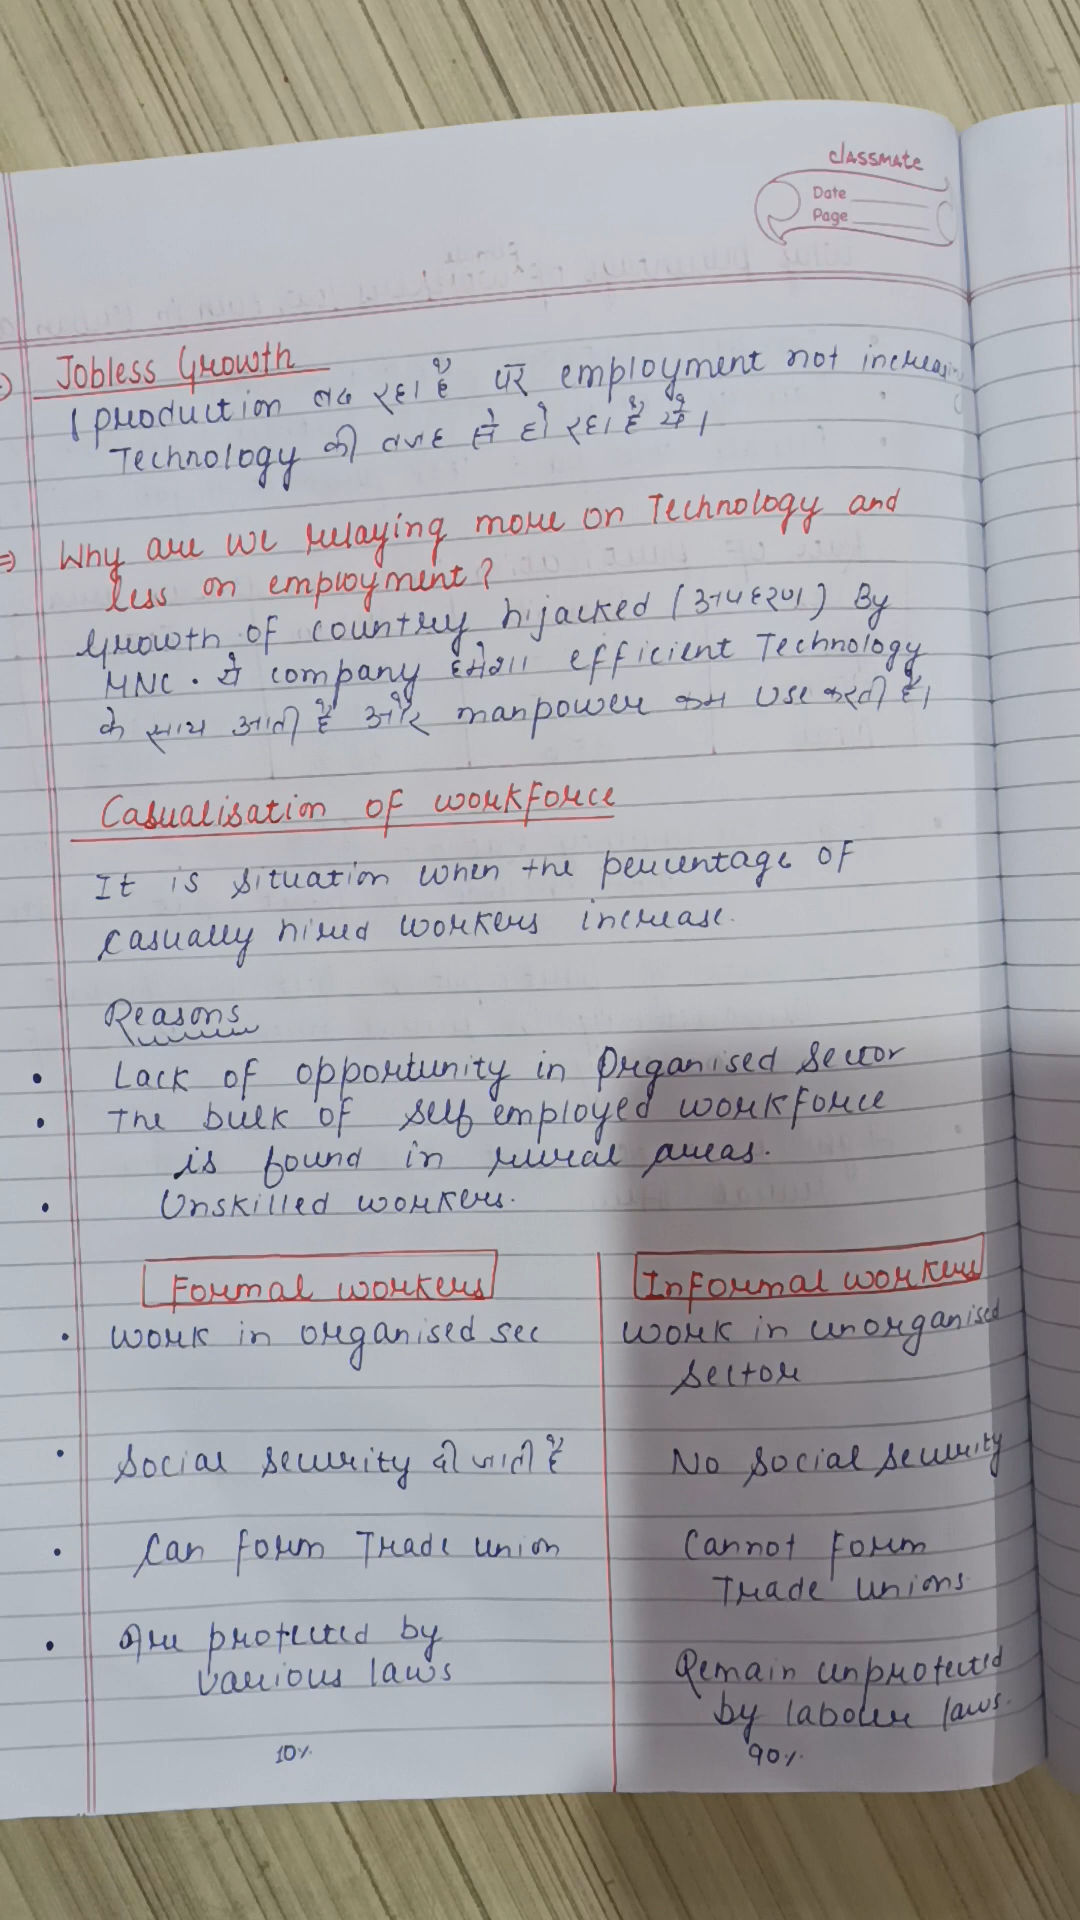 classmate
Date
Page
Jobless Growth
production बढ़ रहा है पर employment not increasing
Technology की वजह से हो रहा है ये।
⇒ Why are we relaying more on Technology and
less on employment?
Growth of country hijacked (अपहरण) By
MNC. ये company हमेशा efficient Technology
के साथ आती है और manpower कम use करती है।
Casualisation of workforce
It is situation when the percentage of
casually hired workers increase.
Reasons
• Lack of opportunity in Organised Sector
• The bulk of self employed workforce
is found in rural areas.
• Unskilled workers.
Formal workers Informal workers
• work in organised sec work in unorganised
sector
• Social security दी जाती है No social security
• Can form Trade union Cannot form
Trade unions
• Are protected by
various laws Remain unprotected
by labour laws.
10% 90%